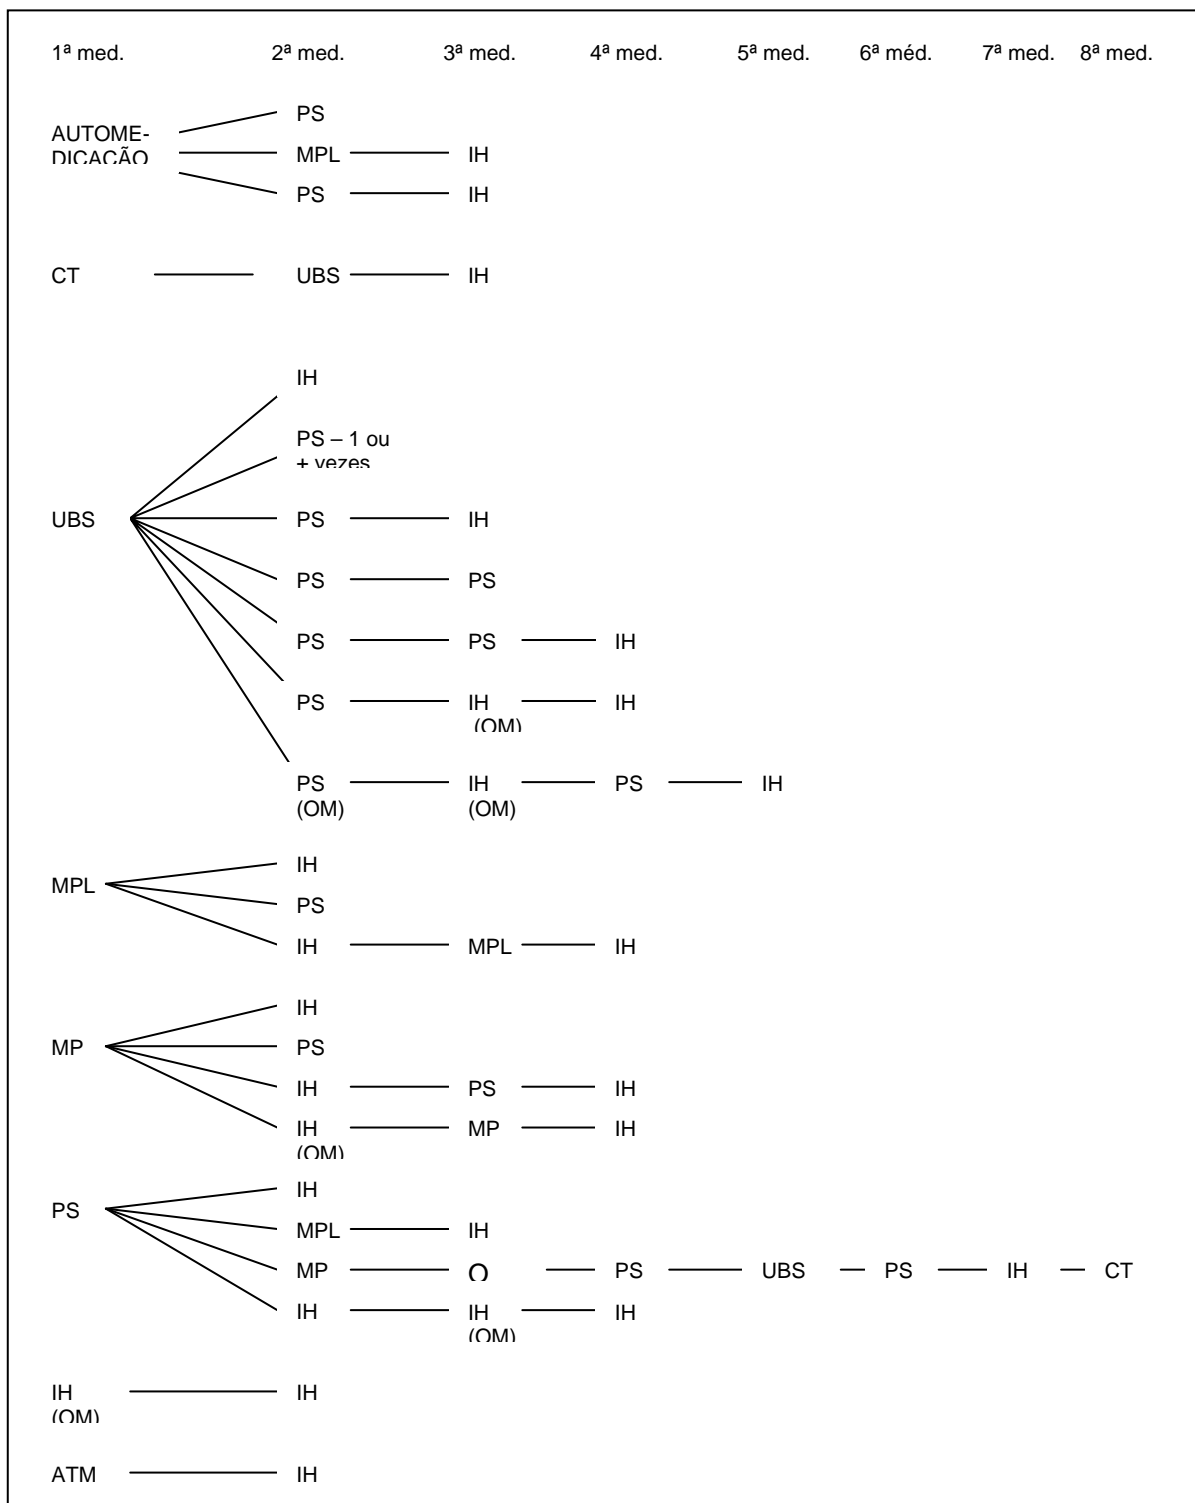 1ª med. 2ª med. 3ª med. 4ª med. 5ª med. 6ª méd. 7ª med. 8ª med.
PS
AUTOME-
DICAÇÃO MPL IH
PS IH
CT UBS IH
IH
PS – 1 ou
+ vezes
UBS PS IH
PS PS
PS PS IH
PS IH IH
(OM)
PS IH PS IH
(OM) (OM)
IH
MPL
PS
IH MPL IH
IH
MP PS
IH PS IH
IH MP IH
(OM)
IH
PS
MPL IH
MP O PS UBS PS IH CT
IH IH IH
(OM)
IH IH
(OM)
ATM IH